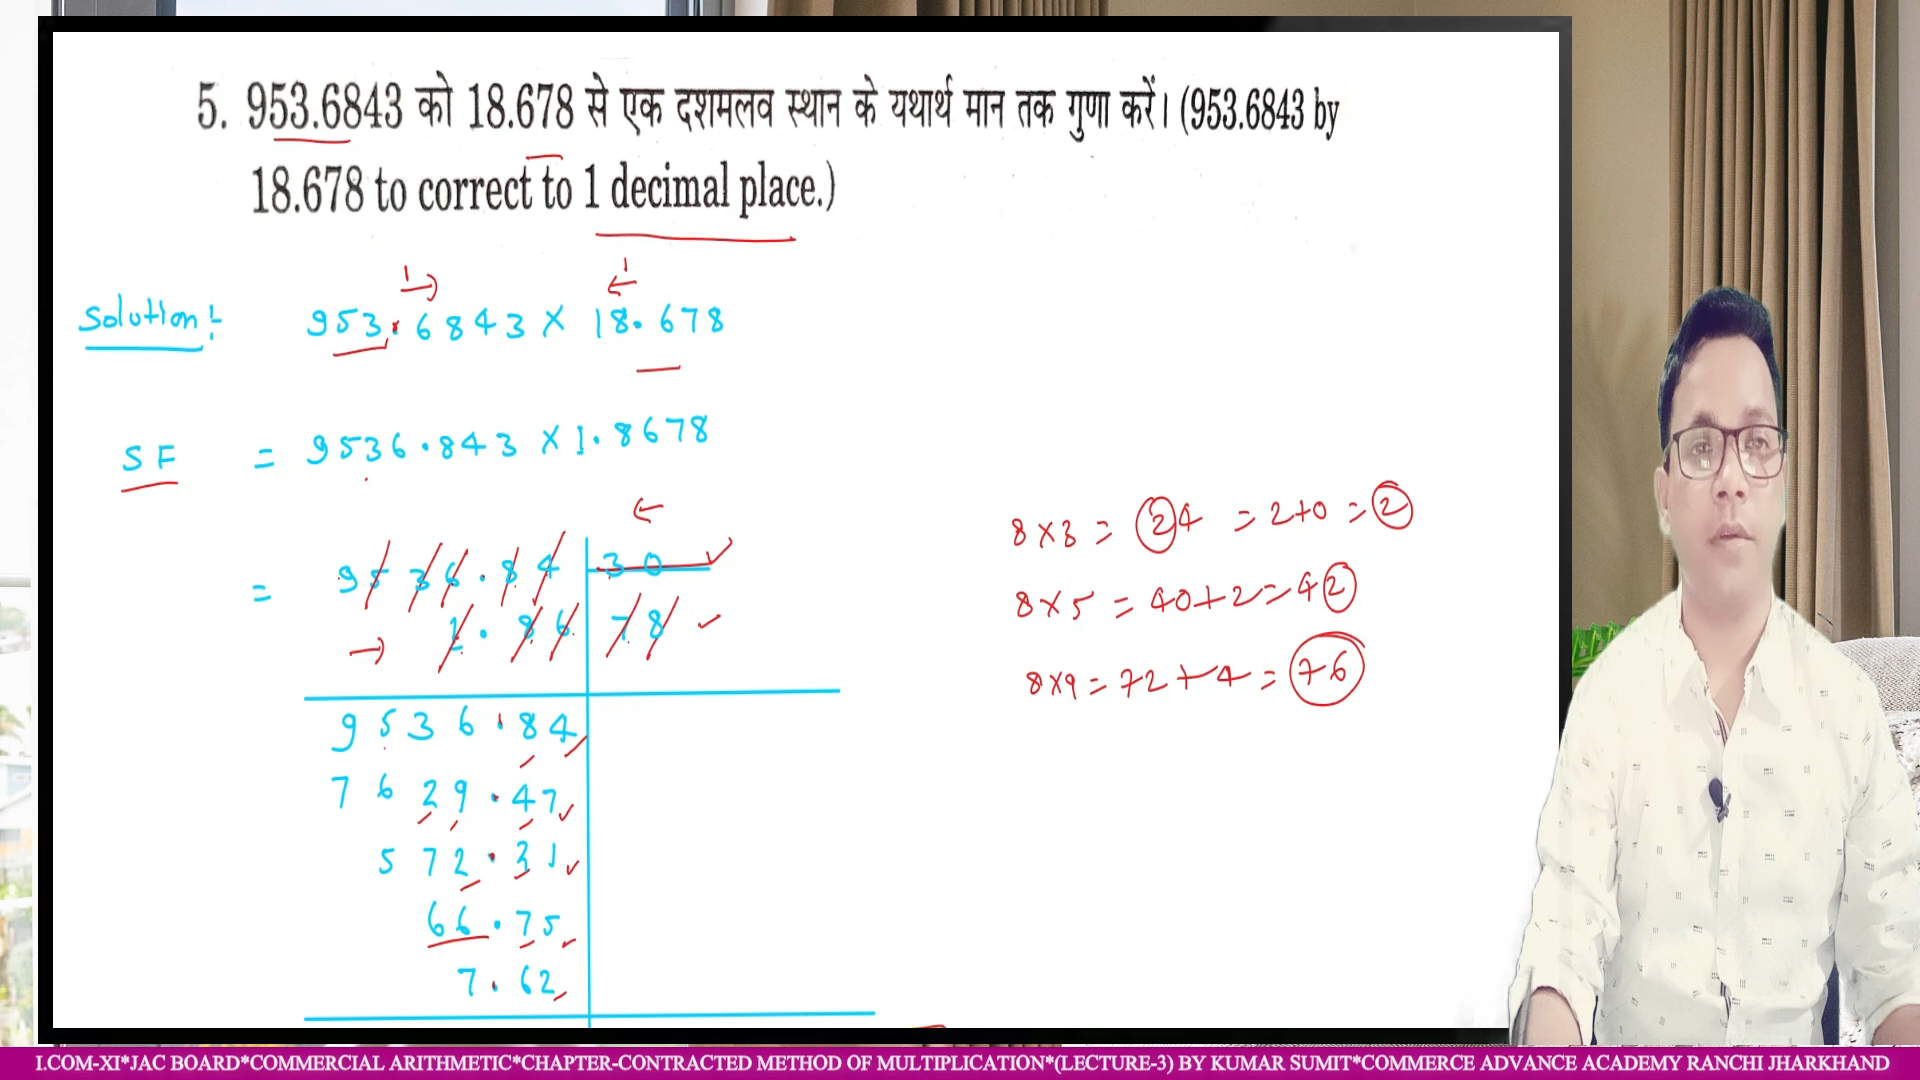 5. 953.6843 को 18.678 से एक दशमलव स्थान के यथार्थ मान तक गुणा करें। (953.6843 by
18.678 to correct to 1 decimal place.)
1 1
Solution:- 953.6843 × 18.678
SF = 9536.843 × 1.8678
= 9536.84 30
1.86 78
9536.84
7629.47
572.31
66.75
7.62
8×3 = 24 = 2+0 = 2
8×5 = 40+2 = 42
8×9 = 72+4 = 76
I.COM-XI*JAC BOARD*COMMERCIAL ARITHMETIC*CHAPTER-CONTRACTED METHOD OF MULTIPLICATION*(LECTURE-3) BY KUMAR SUMIT*COMMERCE ADVANCE ACADEMY RANCHI JHARKHAND